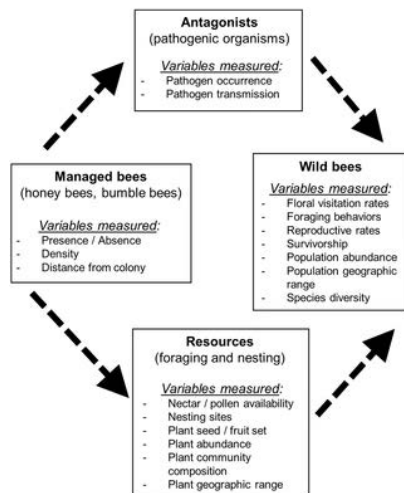 Antagonists
(pathogenic organisms)
Variables measured:
- Pathogen occurrence
- Pathogen transmission
Managed bees
(honey bees, bumble bees)
Variables measured:
- Presence / Absence
- Density
- Distance from colony
Wild bees
Variables measured:
- Floral visitation rates
- Foraging behaviors
- Reproductive rates
- Survivorship
- Population abundance
- Population geographic
range
- Species diversity
Resources
(foraging and nesting)
Variables measured:
- Nectar / pollen availability
- Nesting sites
- Plant seed / fruit set
- Plant abundance
- Plant community
composition
- Plant geographic range